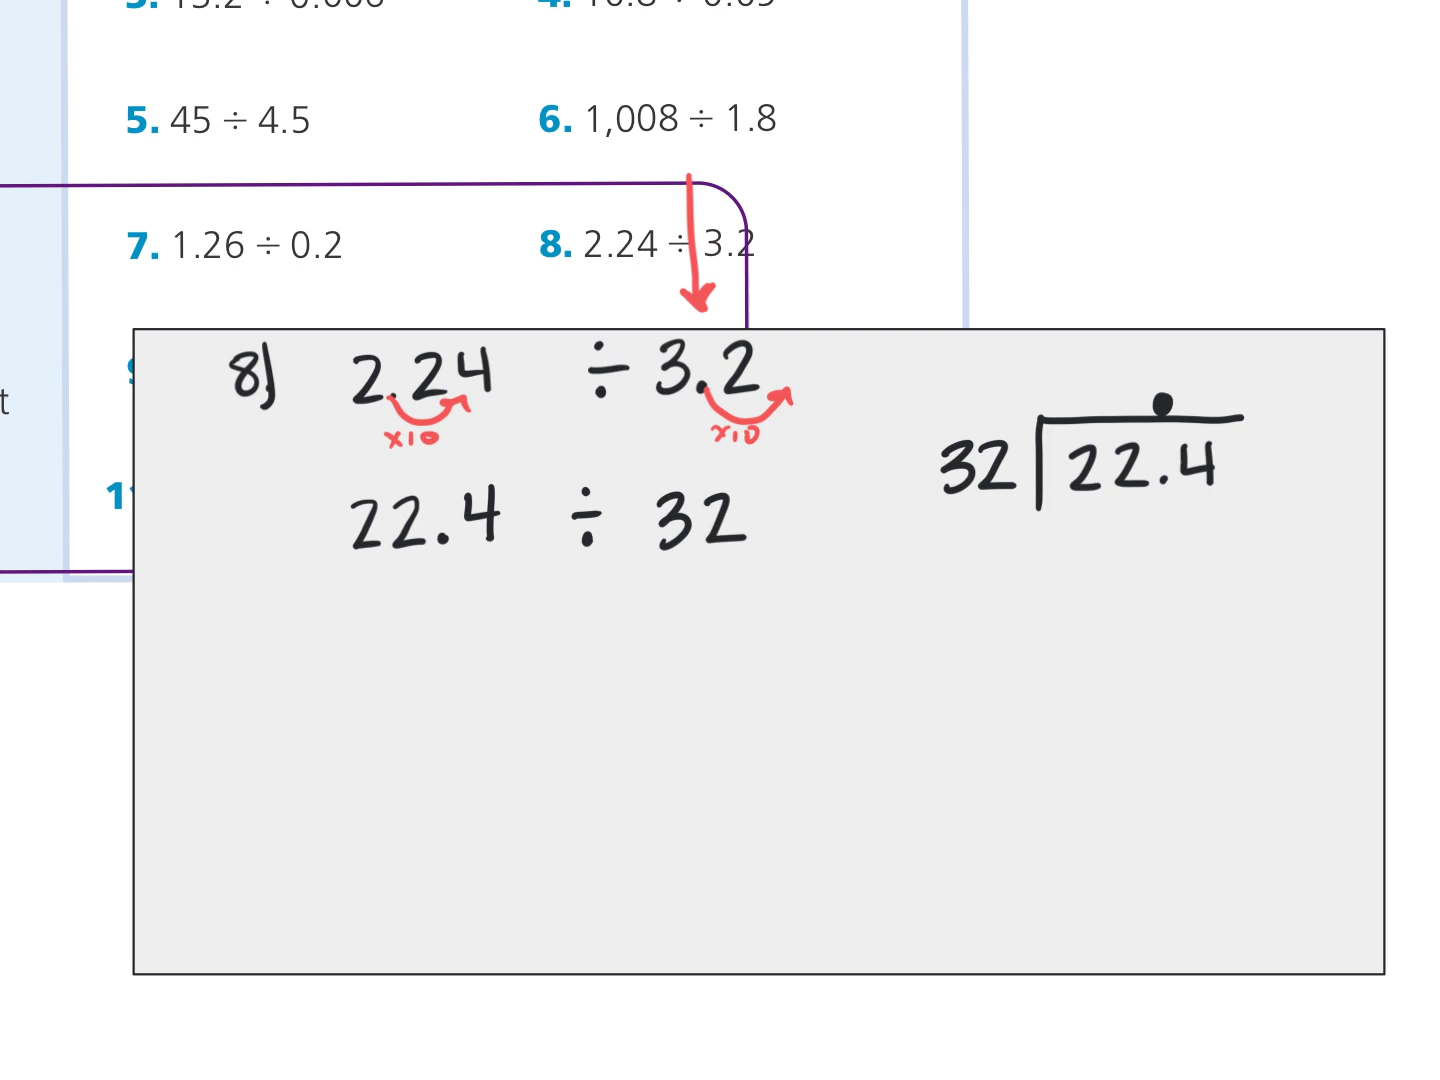 5. 45 ÷ 4.5
6. 1,008 ÷ 1.8
7. 1.26 ÷ 0.2
8. 2.24 ÷ 3.2
t
8) 2.24 ÷ 3.2
x10 x10
22.4 ÷ 32
32 22.4